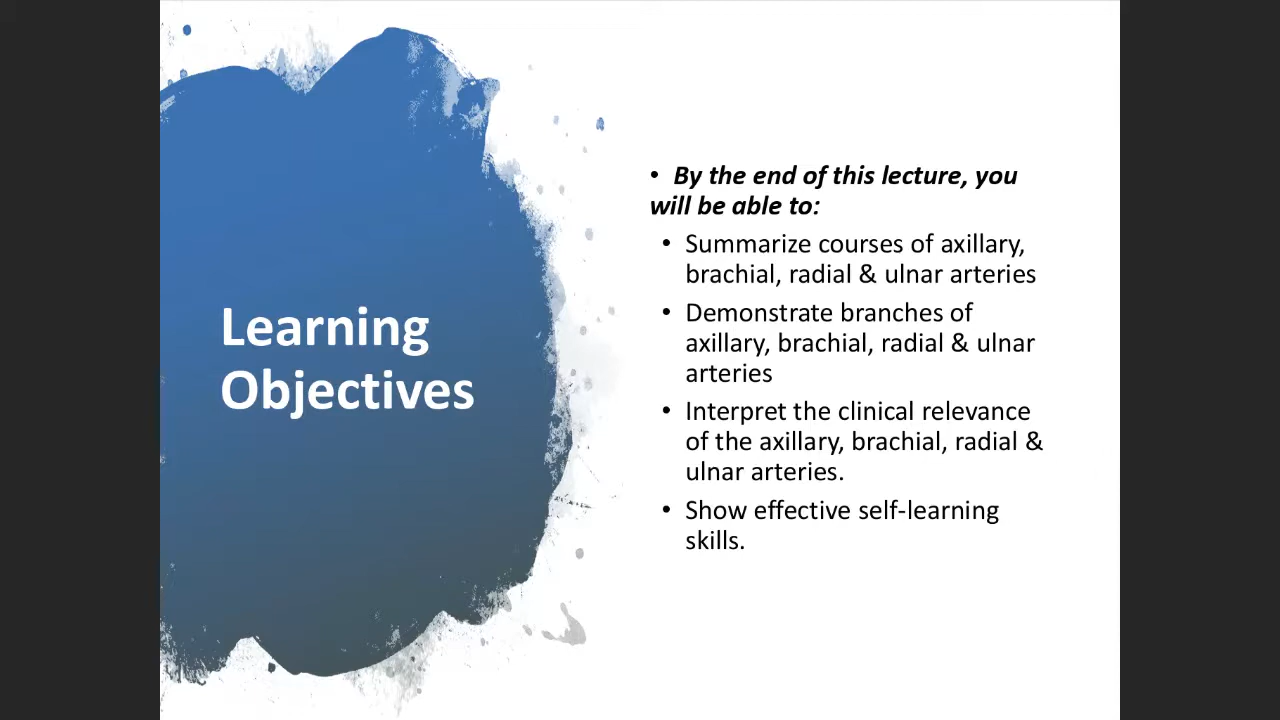 Learning
Objectives
• By the end of this lecture, you
will be able to:
• Summarize courses of axillary,
brachial, radial & ulnar arteries
• Demonstrate branches of
axillary, brachial, radial & ulnar
arteries
• Interpret the clinical relevance
of the axillary, brachial, radial &
ulnar arteries.
• Show effective self-learning
skills.